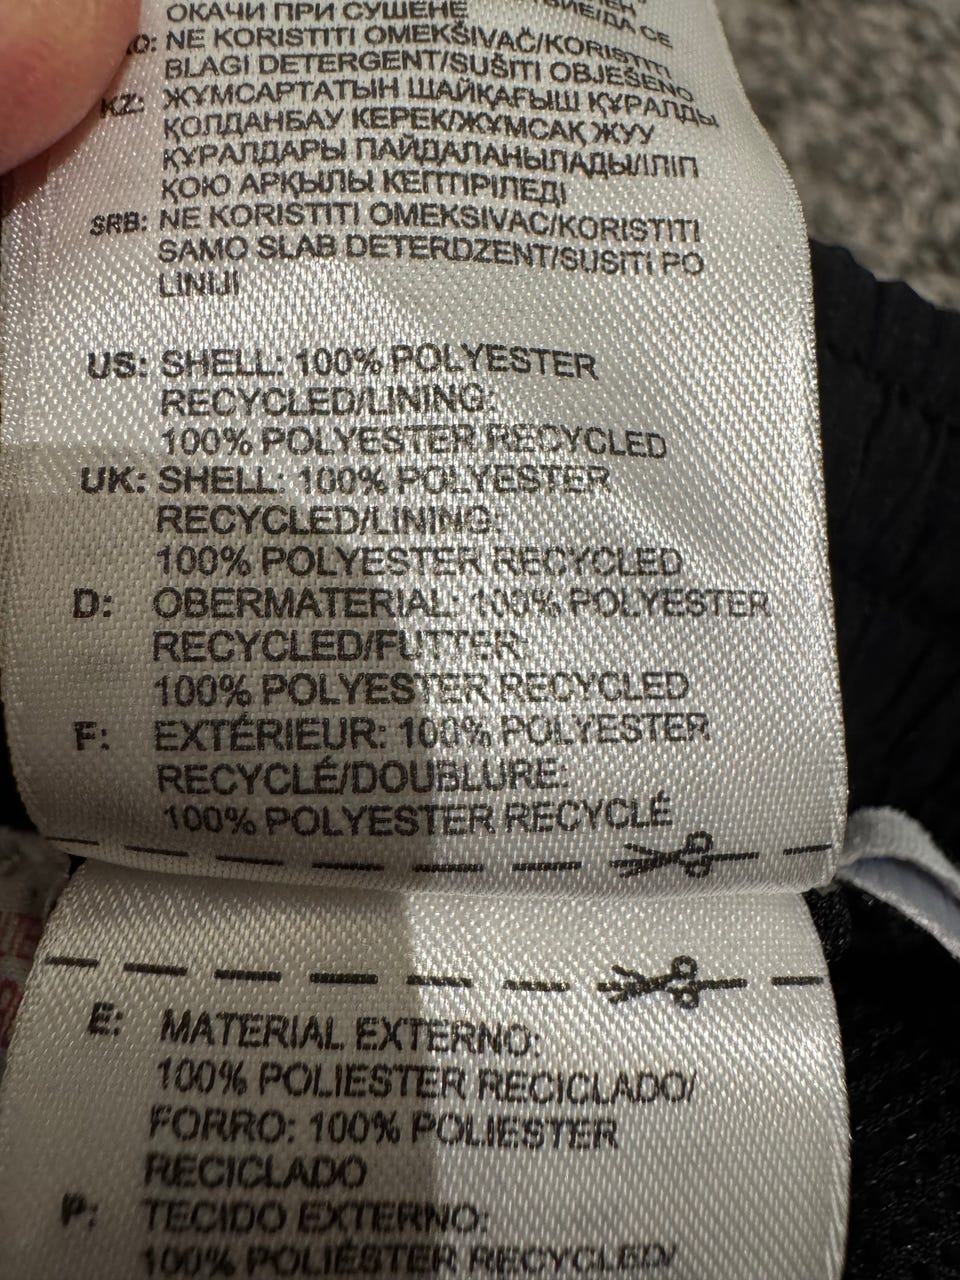 ОКАЧИ ПРИ СУШЕНЕ
NE KORISTITI OMEKŠIVAČ/KORISTITI
BLAGI DETERGENT/SUŠITI OBJEŠENO
KZ: ЖҰМСАРТАТЫН ШАЙҚАҒЫШ ҚҰРАЛДЫ
ҚОЛДАНБАУ КЕРЕК/ЖҰМСАҚ ЖУУ
ҚҰРАЛДАРЫ ПАЙДАЛАНЫЛАДЫ/ІЛІП
ҚОЮ АРҚЫЛЫ КЕПТІРІЛЕДІ
SRB: NE KORISTITI OMEKSIVAC/KORISTITI
SAMO SLAB DETERDZENT/SUSITI PO
LINIJI
US: SHELL: 100% POLYESTER
RECYCLED/LINING:
100% POLYESTER RECYCLED
UK: SHELL: 100% POLYESTER
RECYCLED/LINING:
100% POLYESTER RECYCLED
D: OBERMATERIAL: 100% POLYESTER
RECYCLED/FUTTER:
100% POLYESTER RECYCLED
F: EXTÉRIEUR: 100% POLYESTER
RECYCLÉ/DOUBLURE:
100% POLYESTER RECYCLÉ
E: MATERIAL EXTERNO:
100% POLIESTER RECICLADO/
FORRO: 100% POLIESTER
RECICLADO
P: TECIDO EXTERNO:
100% POLIÉSTER RECYCLED/